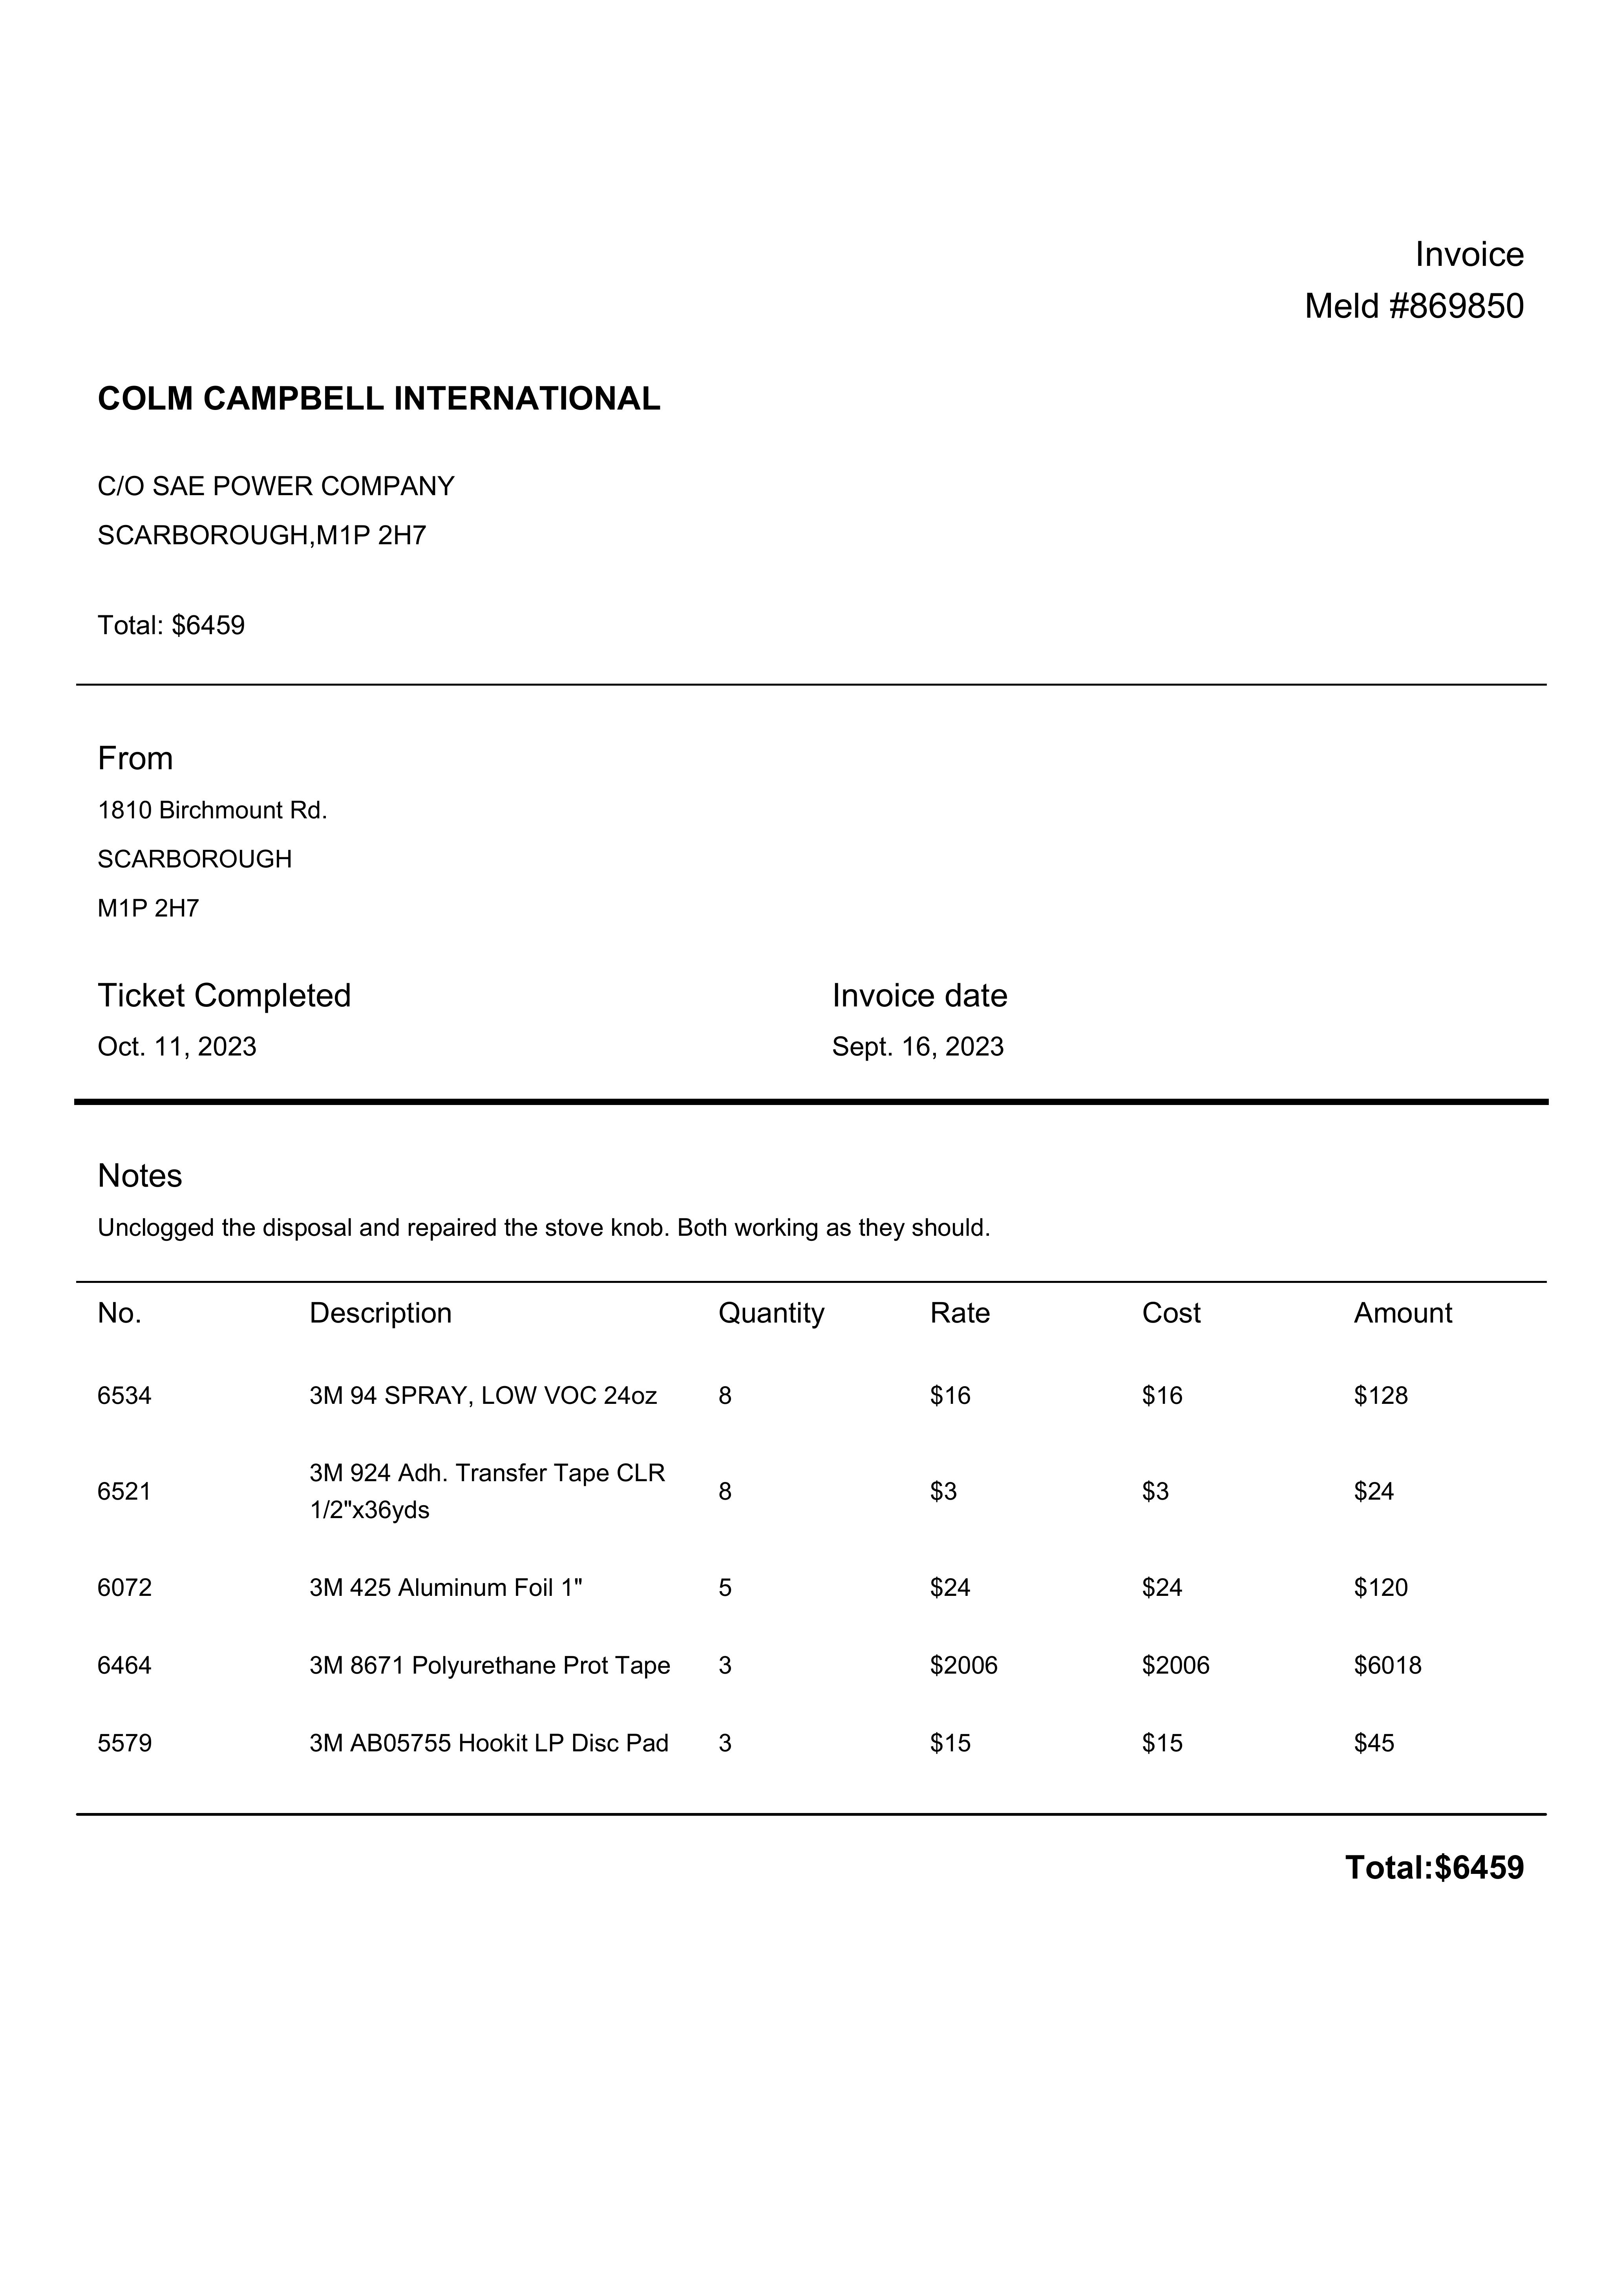 Invoice
Meld #869850
COLM CAMPBELL INTERNATIONAL
C/O SAE POWER COMPANY
SCARBOROUGH,M1P 2H7
Total: $6459
From
1810 Birchmount Rd.
SCARBOROUGH
M1P 2H7
Ticket Completed Invoice date
Oct. 11, 2023 Sept. 16, 2023
Notes
Unclogged the disposal and repaired the stove knob. Both working as they should.
No. Description Quantity Rate Cost Amount
6534 3M 94 SPRAY, LOW VOC 24oz 8 $16 $16 $128
6521 3M 924 Adh. Transfer Tape CLR 8 $3 $3 $24
1/2"x36yds
6072 3M 425 Aluminum Foil 1" 5 $24 $24 $120
6464 3M 8671 Polyurethane Prot Tape 3 $2006 $2006 $6018
5579 3M AB05755 Hookit LP Disc Pad 3 $15 $15 $45
Total:$6459